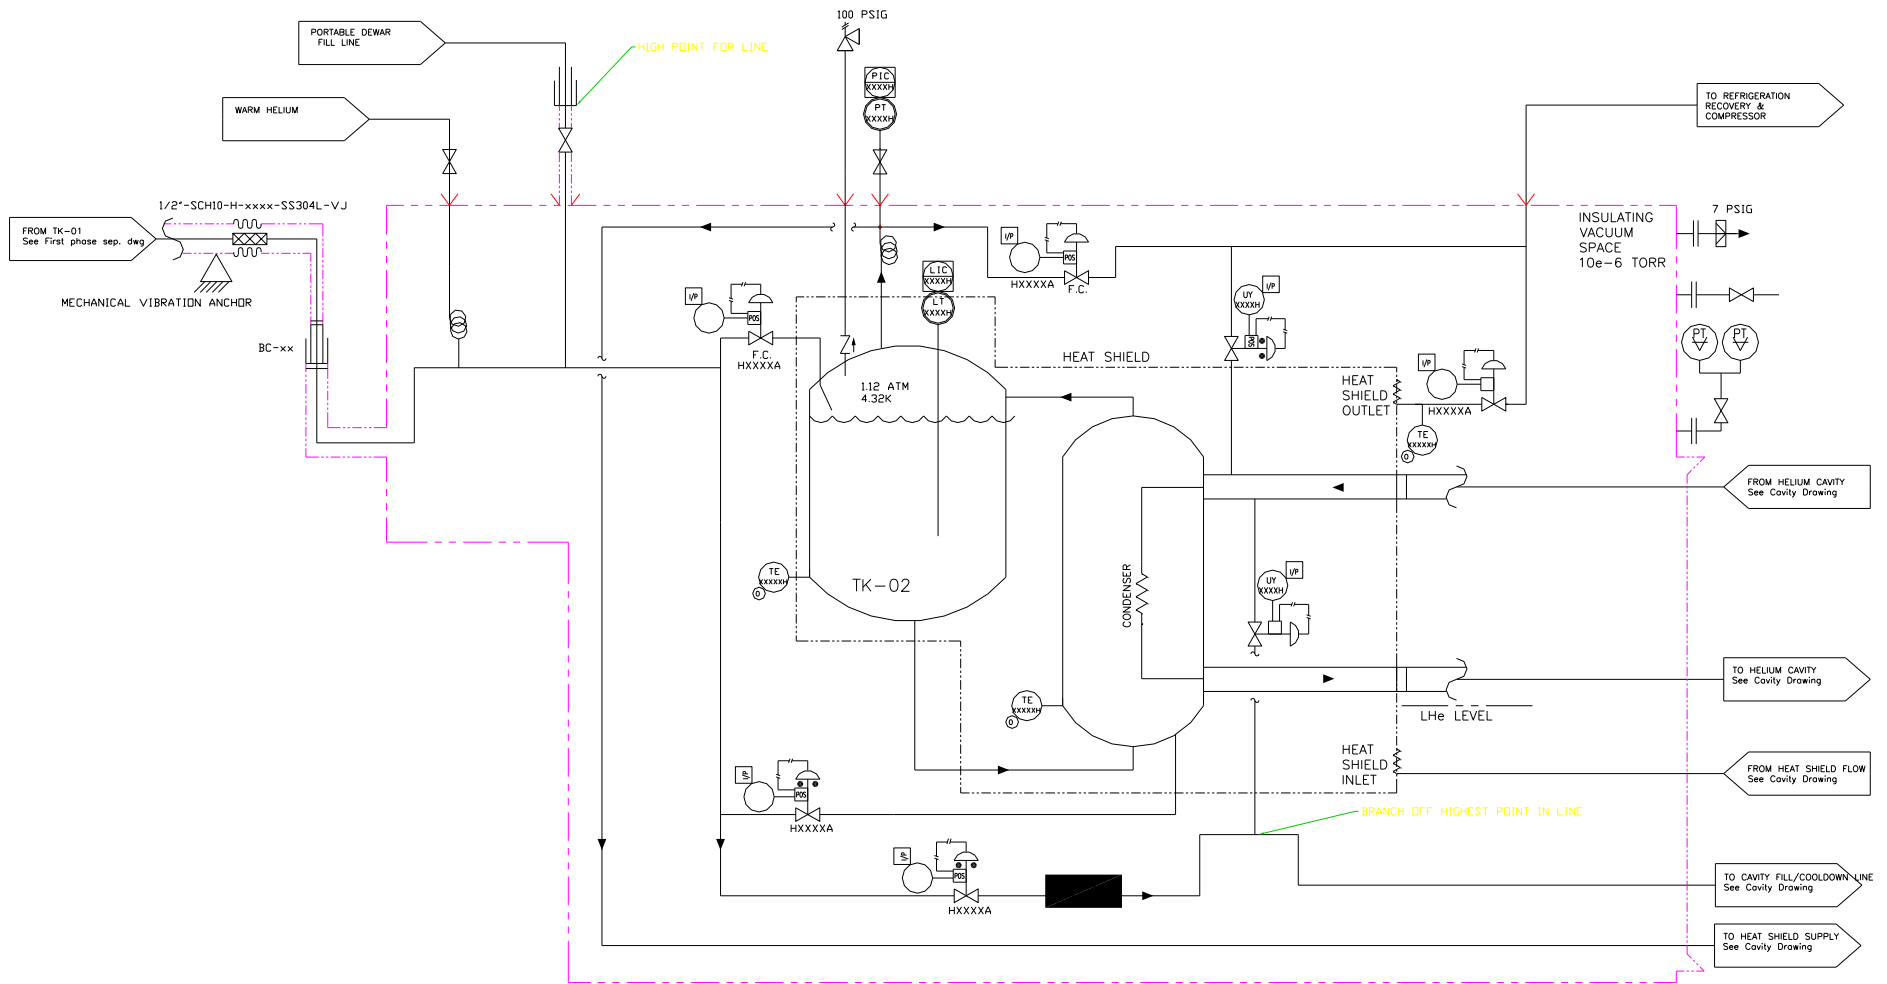 100 PSIG
PORTABLE DEWAR
FILL LINE
HIGH POINT FOR LINE
PIC
XXXXH
PT
XXXXH
WARM HELIUM
TO REFRIGERATION
RECOVERY &
COMPRESSOR
1/2"-SCH10-H-xxxx-SS304L-VJ
FROM TK-01
See First phase sep. dwg
MECHANICAL VIBRATION ANCHOR
BC-xx
7 PSIG
INSULATING
VACUUM
SPACE
10e-6 TORR
I/P
POS
HXXXXA
F.C.
LIC
XXXXH
LT
XXXXH
I/P
POS
F.C.
HXXXXA
UY
XXXXH
I/P
POS
PT
PT
HEAT SHIELD
1.12 ATM
4.32K
HEAT
SHIELD
OUTLET
I/P
HXXXXA
TE
XXXXXH
O
FROM HELIUM CAVITY
See Cavity Drawing
TE
XXXXXH
O
TK-02
CONDENSER
UY
XXXXH
I/P
TO HELIUM CAVITY
See Cavity Drawing
LHe LEVEL
TE
XXXXXH
O
HEAT
SHIELD
INLET
FROM HEAT SHIELD FLOW
See Cavity Drawing
I/P
POS
HXXXXA
BRANCH OFF HIGHEST POINT IN LINE
I/P
POS
HXXXXA
TO CAVITY FILL/COOLDOWN LINE
See Cavity Drawing
TO HEAT SHIELD SUPPLY
See Cavity Drawing